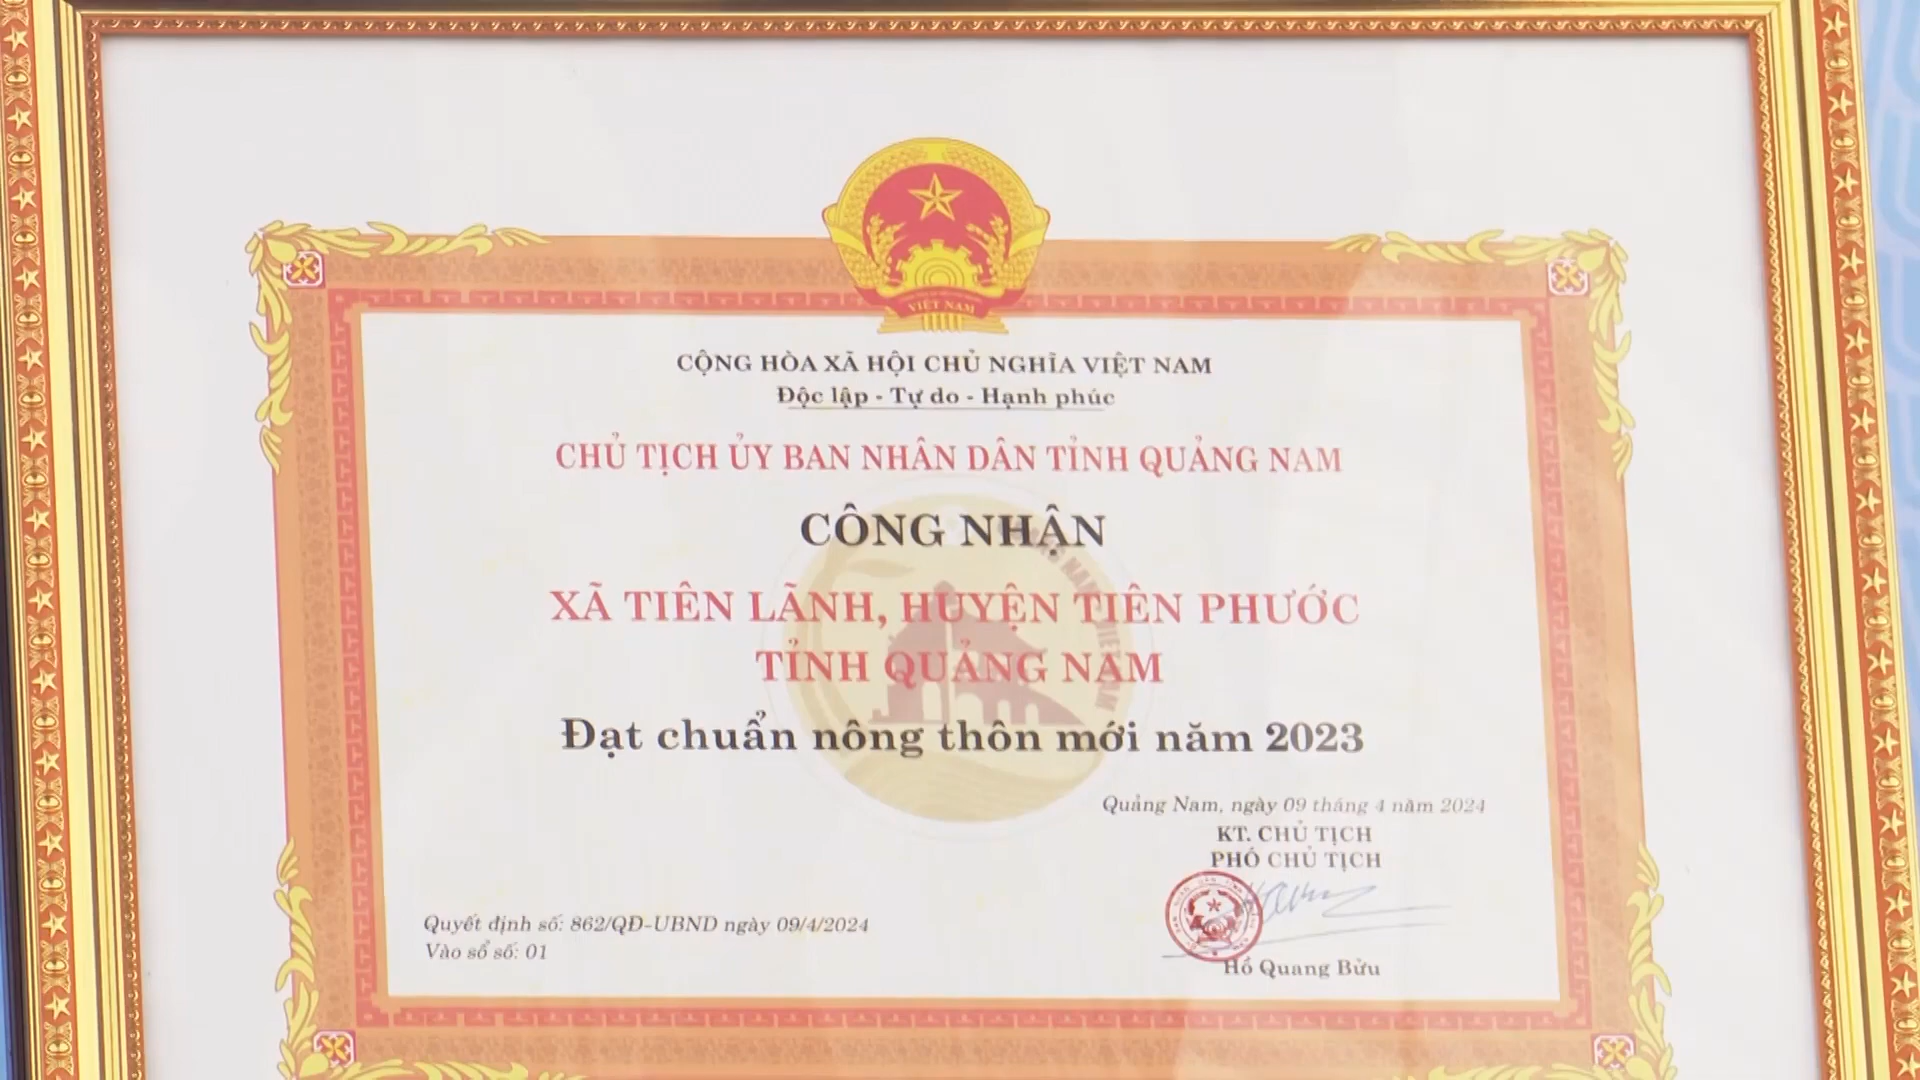 VIỆT NAM
CỘNG HÒA XÃ HỘI CHỦ NGHĨA VIỆT NAM
Độc lập - Tự do - Hạnh phúc
CHỦ TỊCH ỦY BAN NHÂN DÂN TỈNH QUẢNG NAM
CÔNG NHẬN
XÃ TIÊN LÃNH, HUYỆN TIÊN PHƯỚC
TỈNH QUẢNG NAM
Đạt chuẩn nông thôn mới năm 2023
Quảng Nam, ngày 09 tháng 4 năm 2024
KT. CHỦ TỊCH
PHÓ CHỦ TỊCH
Quyết định số: 862/QĐ-UBND ngày 09/4/2024
Vào sổ số: 01
Hồ Quang Bửu